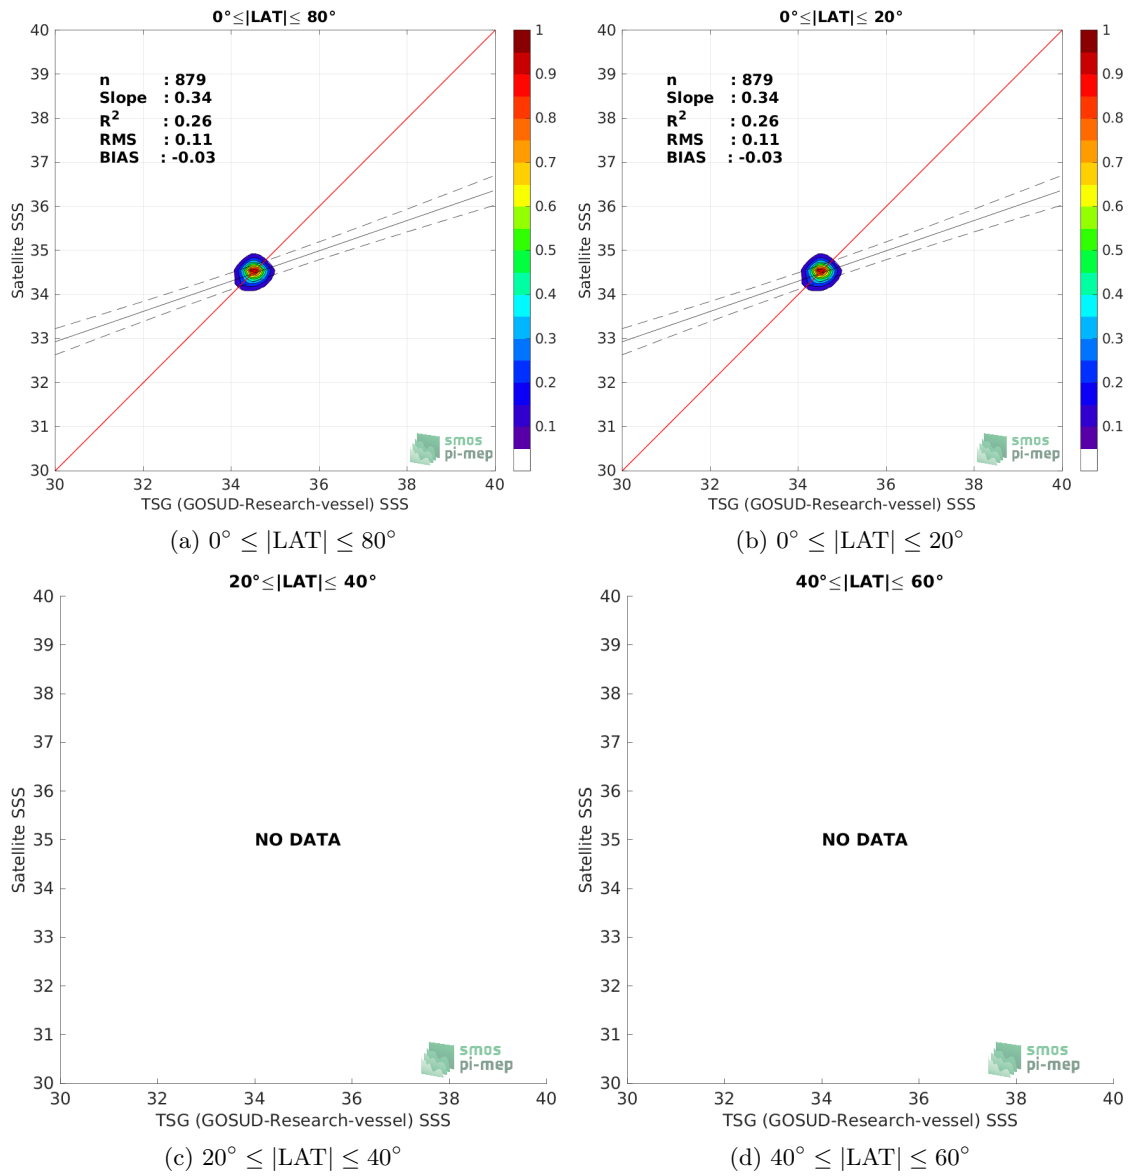 0°≤|LAT|≤ 80°
40
39
38
37
36
35
34
33
32
31
30
n : 879
Slope : 0.34
R² : 0.26
RMS : 0.11
BIAS : -0.03
Satellite SSS
smos
pi-mep
30 32 34 36 38 40
TSG (GOSUD-Research-vessel) SSS
1
0.9
0.8
0.7
0.6
0.5
0.4
0.3
0.2
0.1
(a) 0° ≤ |LAT| ≤ 80°
0°≤|LAT|≤ 20°
40
39
38
37
36
35
34
33
32
31
30
n : 879
Slope : 0.34
R² : 0.26
RMS : 0.11
BIAS : -0.03
Satellite SSS
smos
pi-mep
30 32 34 36 38 40
TSG (GOSUD-Research-vessel) SSS
1
0.9
0.8
0.7
0.6
0.5
0.4
0.3
0.2
0.1
(b) 0° ≤ |LAT| ≤ 20°
20°≤|LAT|≤ 40°
40
39
38
37
36
35
34
33
32
31
30
Satellite SSS
NO DATA
smos
pi-mep
30 32 34 36 38 40
TSG (GOSUD-Research-vessel) SSS
(c) 20° ≤ |LAT| ≤ 40°
40°≤|LAT|≤ 60°
40
39
38
37
36
35
34
33
32
31
30
Satellite SSS
NO DATA
smos
pi-mep
30 32 34 36 38 40
TSG (GOSUD-Research-vessel) SSS
(d) 40° ≤ |LAT| ≤ 60°